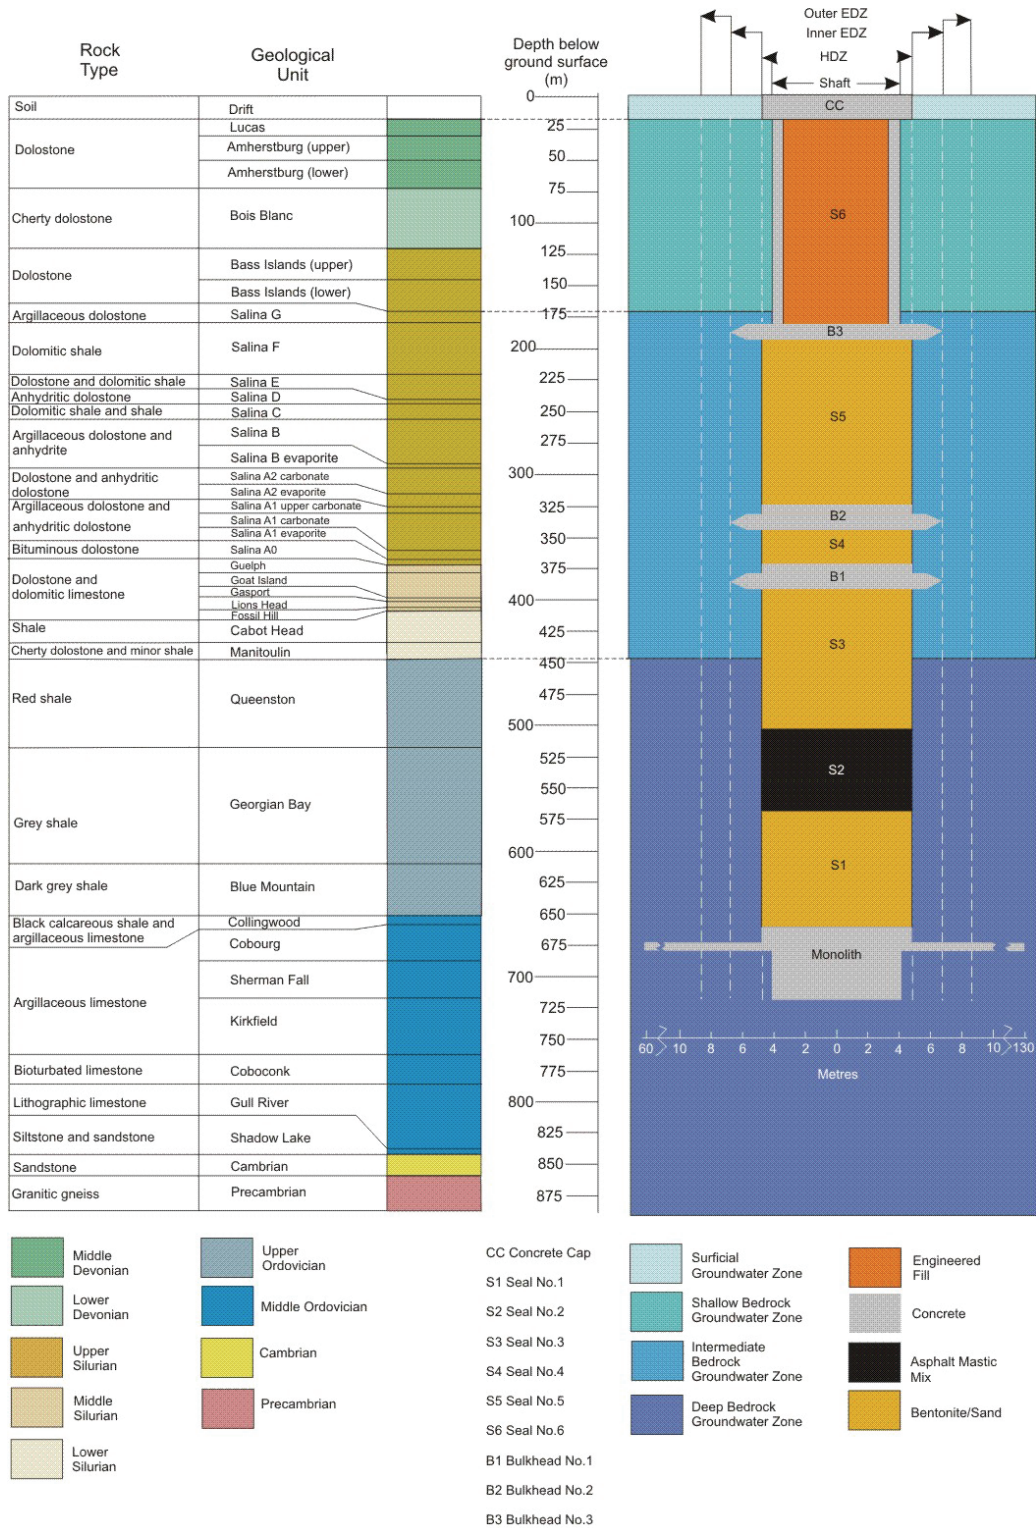 Outer EDZ
Inner EDZ
HDZ
Shaft
Rock
Type
Geological
Unit
Depth below
ground surface
(m)
Soil
Drift
Dolostone
Lucas
Amherstburg (upper)
Amherstburg (lower)
Cherty dolostone
Bois Blanc
Dolostone
Bass Islands (upper)
Bass Islands (lower)
Argillaceous dolostone
Salina G
Dolomitic shale
Salina F
Dolostone and dolomitic shale
Salina E
Anhydritic dolostone
Salina D
Dolomitic shale and shale
Salina C
Argillaceous dolostone and
anhydrite
Salina B
Salina B evaporite
Dolostone and anhydritic
dolostone
Salina A2 carbonate
Salina A2 evaporite
Argillaceous dolostone and
anhydritic dolostone
Salina A1 upper carbonate
Salina A1 carbonate
Salina A1 evaporite
Bituminous dolostone
Salina A0
Dolostone and
dolomitic limestone
Guelph
Goat Island
Gasport
Lions Head
Fossil Hill
Shale
Cabot Head
Cherty dolostone and minor shale
Manitoulin
Red shale
Queenston
Grey shale
Georgian Bay
Dark grey shale
Blue Mountain
Black calcareous shale and
argillaceous limestone
Collingwood
Cobourg
Argillaceous limestone
Sherman Fall
Kirkfield
Bioturbated limestone
Coboconk
Lithographic limestone
Gull River
Siltstone and sandstone
Shadow Lake
Sandstone
Cambrian
Granitic gneiss
Precambrian
0
25
50
75
100
125
150
175
200
225
250
275
300
325
350
375
400
425
450
475
500
525
550
575
600
625
650
675
700
725
750
775
800
825
850
875
CC
S6
B3
S5
B2
S4
B1
S3
S2
S1
Monolith
60 10 8 6 4 2 0 2 4 6 8 10 130
Metres
Middle
Devonian
Lower
Devonian
Upper
Silurian
Middle
Silurian
Lower
Silurian
Upper
Ordovician
Middle Ordovician
Cambrian
Precambrian
CC Concrete Cap
S1 Seal No.1
S2 Seal No.2
S3 Seal No.3
S4 Seal No.4
S5 Seal No.5
S6 Seal No.6
B1 Bulkhead No.1
B2 Bulkhead No.2
B3 Bulkhead No.3
Surficial
Groundwater Zone
Shallow Bedrock
Groundwater Zone
Intermediate
Bedrock
Groundwater Zone
Deep Bedrock
Groundwater Zone
Engineered
Fill
Concrete
Asphalt Mastic
Mix
Bentonite/Sand